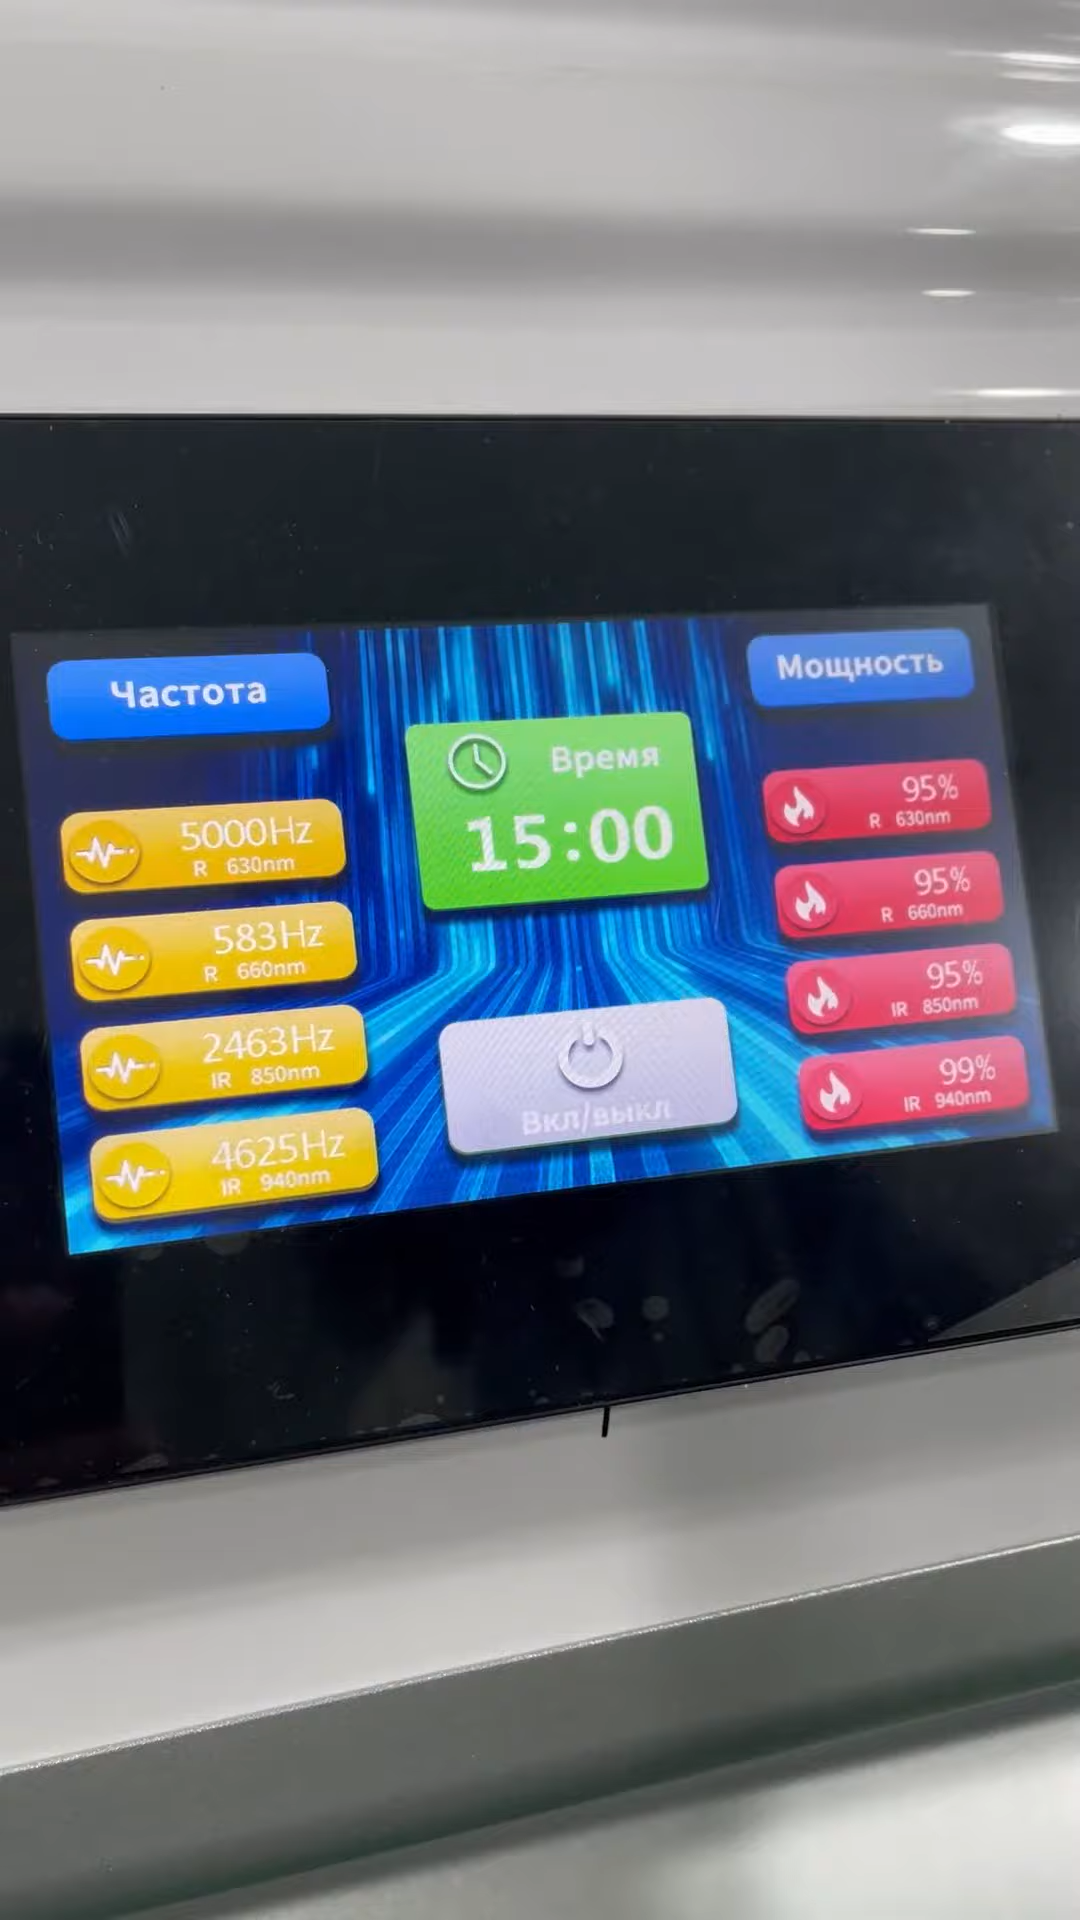 Частота
5000Hz
R 630nm
583Hz
R 660nm
2463Hz
IR 850nm
4625Hz
IR 940nm
Время
15:00
Вкл/выкл
Мощность
95%
R 630nm
95%
R 660nm
95%
IR 850nm
99%
IR 940nm